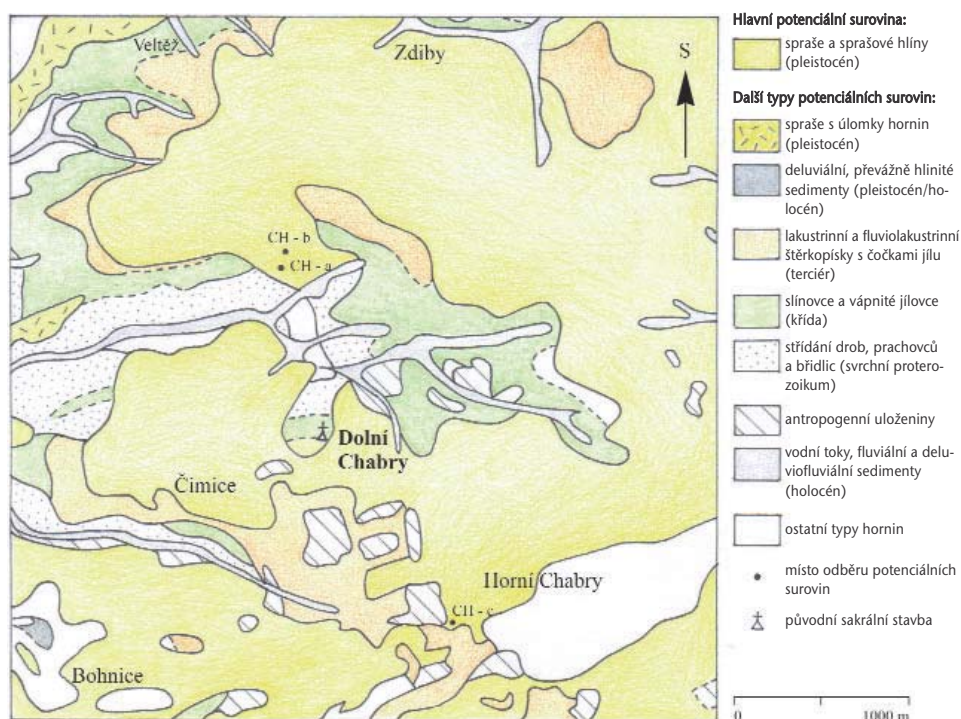 Veltěž
Zdiby
S
CH - b
CH - a
Dolní
Chabry
Čimice
Horní Chabry
CH - c
Bohnice
Hlavní potenciální surovina:
spraše a sprašové hlíny
(pleistocén)
Další typy potenciálních surovin:
spraše s úlomky hornin
(pleistocén)
deluviální, převážně hlinité
sedimenty (pleistocén/ho-
locén)
lakustrinní a fluviolakustrinní
štěrkopísky s čočkami jílu
(terciér)
slínovce a vápnité jílovce
(křída)
střídání drob, prachovců
a břidlic (svrchní protero-
zoikum)
antropogenní uloženiny
vodní toky, fluviální a delu-
viofluviální sedimenty
(holocén)
ostatní typy hornin
místo odběru potenciálních
surovin
původní sakrální stavba
0 1000 m